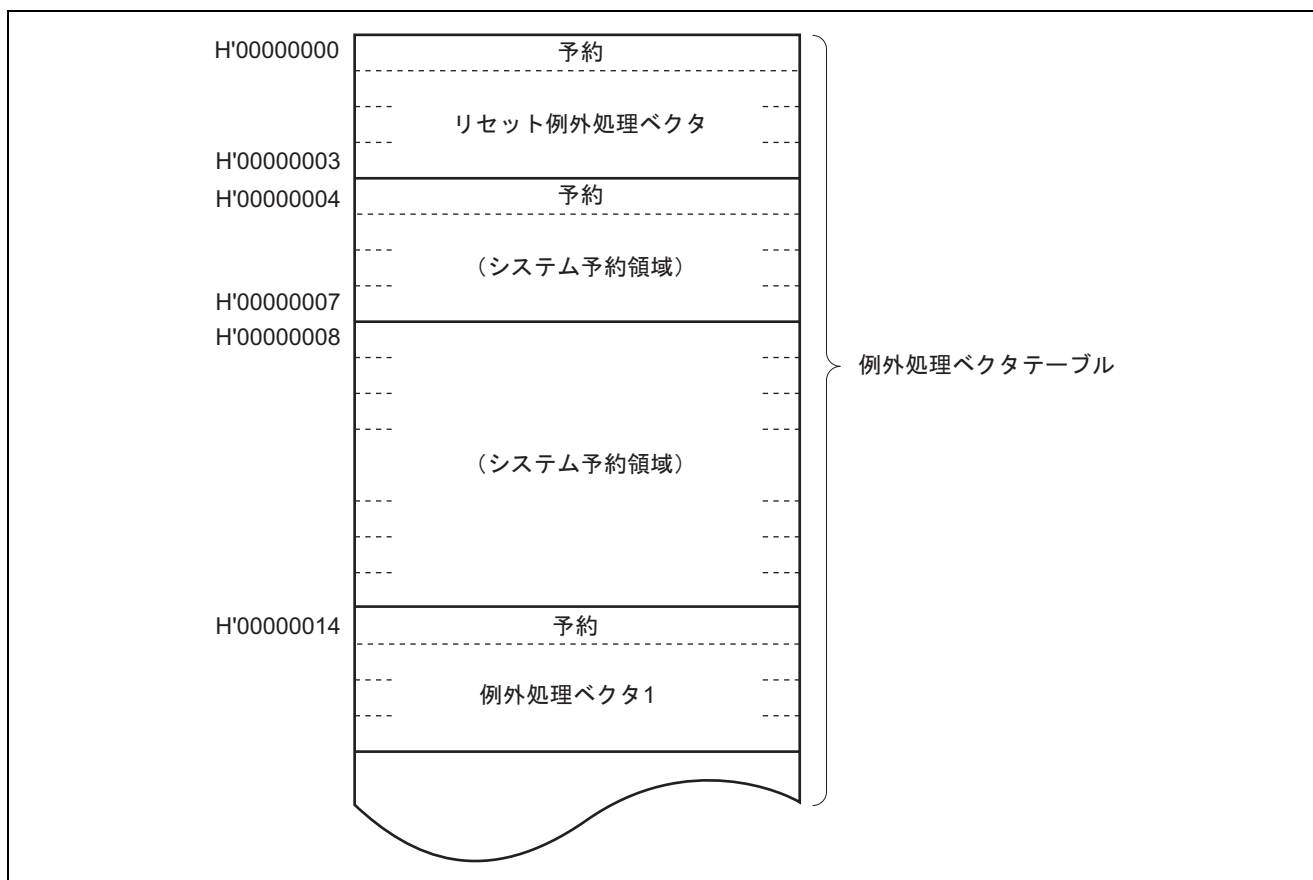 H'00000000
予約
リセット例外処理ベクタ
H'00000003
H'00000004
予約
（システム予約領域）
H'00000007
H'00000008
例外処理ベクタテーブル
（システム予約領域）
H'00000014
予約
例外処理ベクタ1